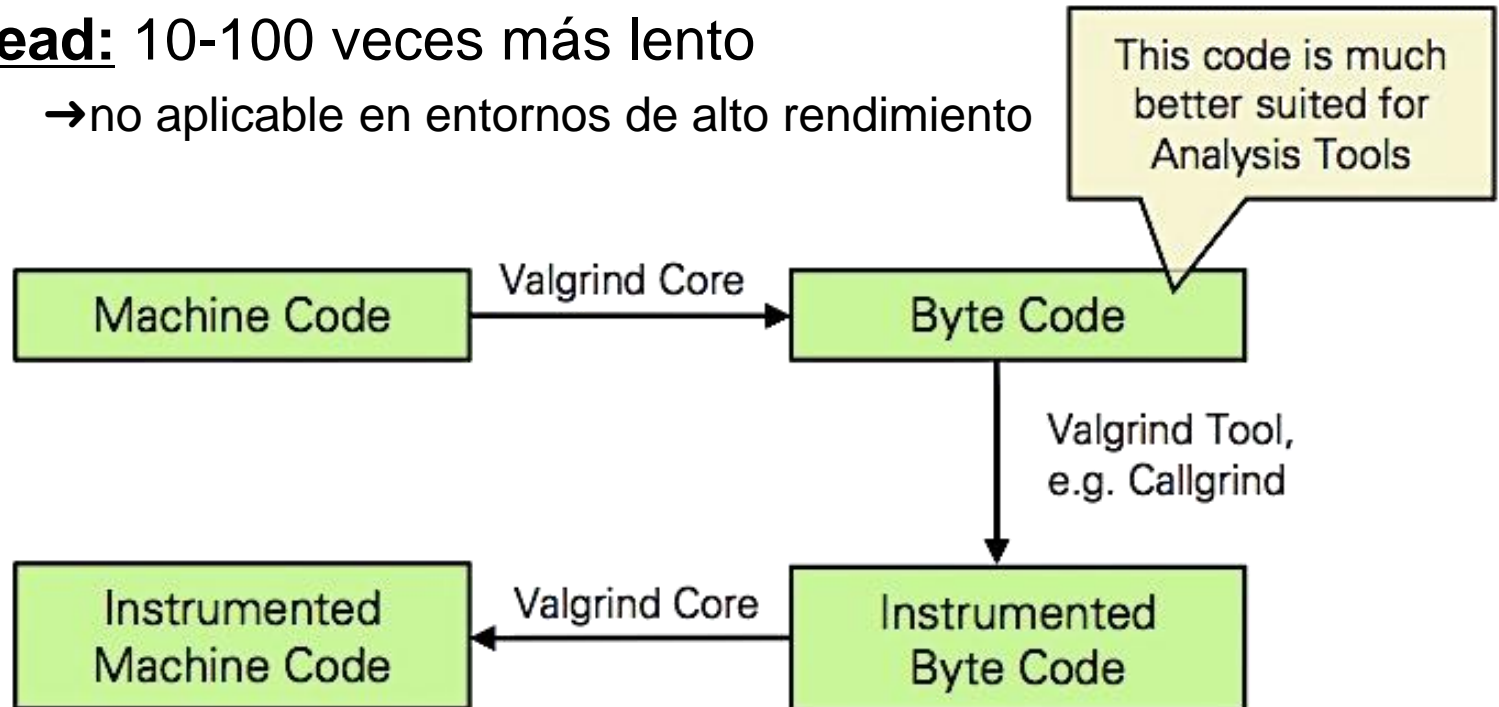 ead: 10-100 veces más lento
➔no aplicable en entornos de alto rendimiento
This code is much
better suited for
Analysis Tools
Machine Code
Valgrind Core
Byte Code
Valgrind Tool,
e.g. Callgrind
Instrumented
Machine Code
Valgrind Core
Instrumented
Byte Code